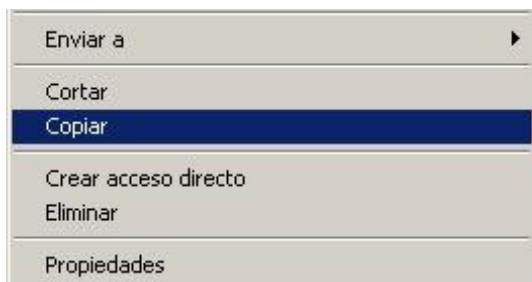 Enviar a
Cortar
Copiar
Crear acceso directo
Eliminar
Propiedades